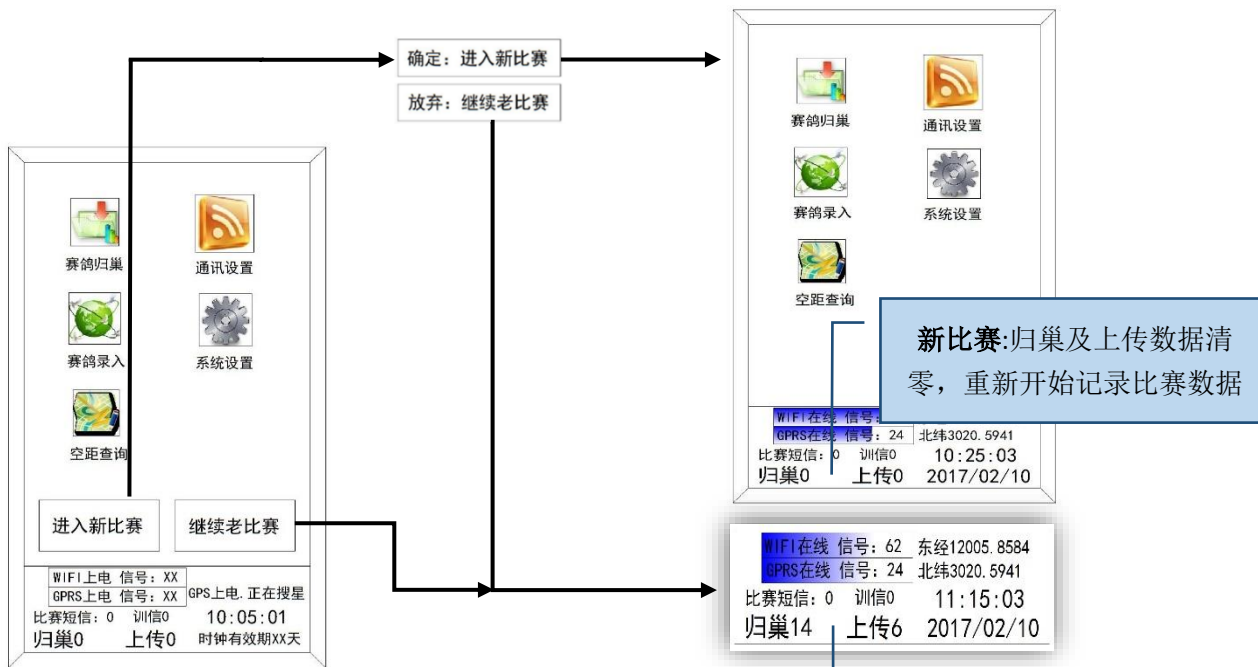 确定：进入新比赛
放弃：继续老比赛
赛鸽归巢
通讯设置
赛鸽录入
系统设置
空距查询
进入新比赛
继续老比赛
WIFI上电 信号：XX
GPRS上电 信号：XX
GPS上电.正在搜星
比赛短信：0 训信0
10:05:01
归巢0 上传0
时钟有效期XX天
赛鸽归巢
通讯设置
赛鸽录入
系统设置
空距查询
新比赛:归巢及上传数据清
零，重新开始记录比赛数据
WIFI在线 信号:
GPRS在线 信号：24 北纬3020.5941
比赛短信：0 训信0 10:25:03
归巢0 上传0 2017/02/10
WIFI在线 信号：62 东经12005.8584
GPRS在线 信号：24 北纬3020.5941
比赛短信：0 训信0 11:15:03
归巢14 上传6 2017/02/10